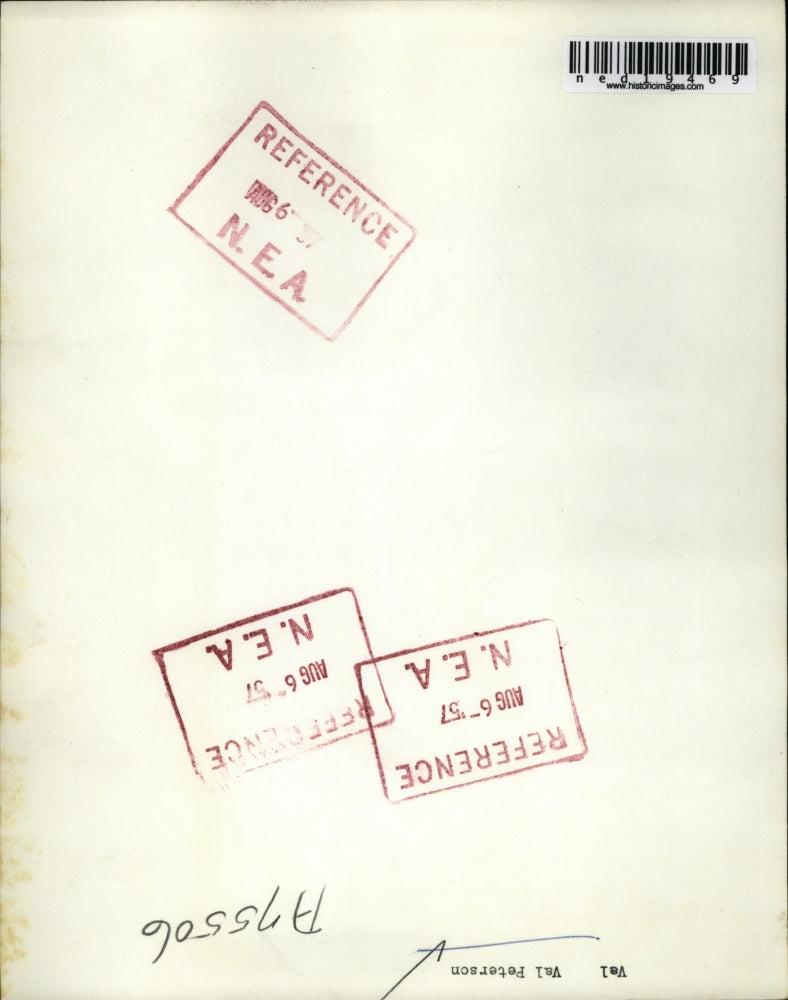 ned19469
www.historicimages.com
REFERENCE
AUG 6 '57
N.E.A.
REFERENCE
AUG 6 - '57
N.E.A.
REFERENCE
AUG 6 - '57
N.E.A.
A75506
Val Val Peterson